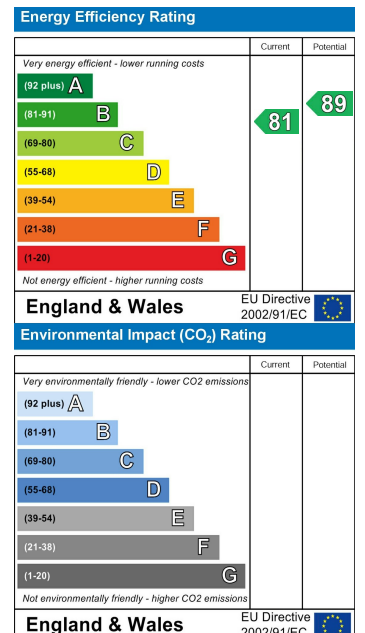 Energy Efficiency Rating
Current Potential
Very energy efficient - lower running costs
(92 plus) A
(81-91) B
(69-80) C
(55-68) D
(39-54) E
(21-38) F
(1-20) G
81
89
Not energy efficient - higher running costs
England & Wales
EU Directive
2002/91/EC
Environmental Impact (CO₂) Rating
Current Potential
Very environmentally friendly - lower CO2 emissions
(92 plus) A
(81-91) B
(69-80) C
(55-68) D
(39-54) E
(21-38) F
(1-20) G
Not environmentally friendly - higher CO2 emissions
England & Wales
EU Directive
2002/91/EC